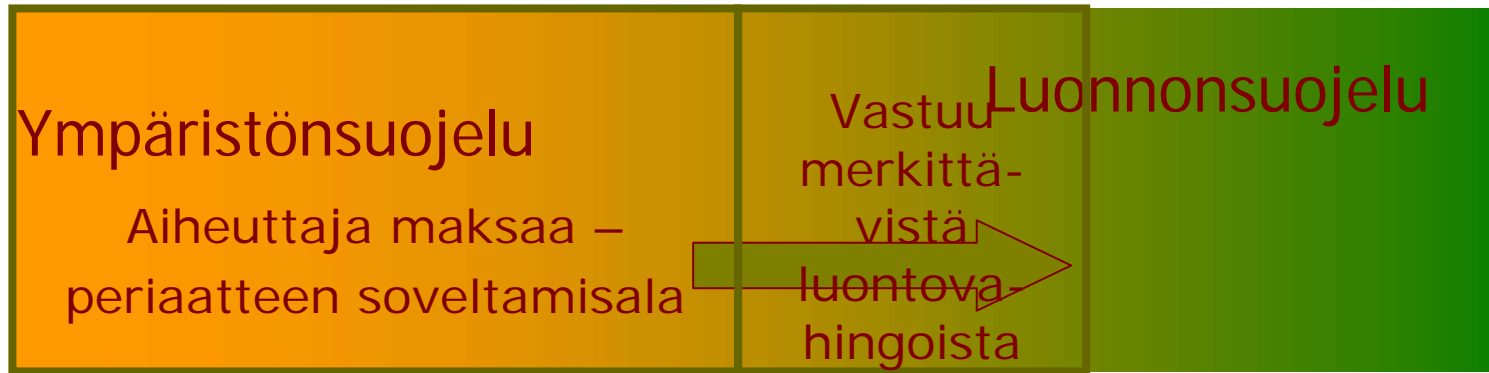 Ympäristönsuojelu
Aiheuttaja maksaa –
periaatteen soveltamisala
Vastuu
merkittä-
vistä
luontova-
hingoista
Luonnonsuojelu